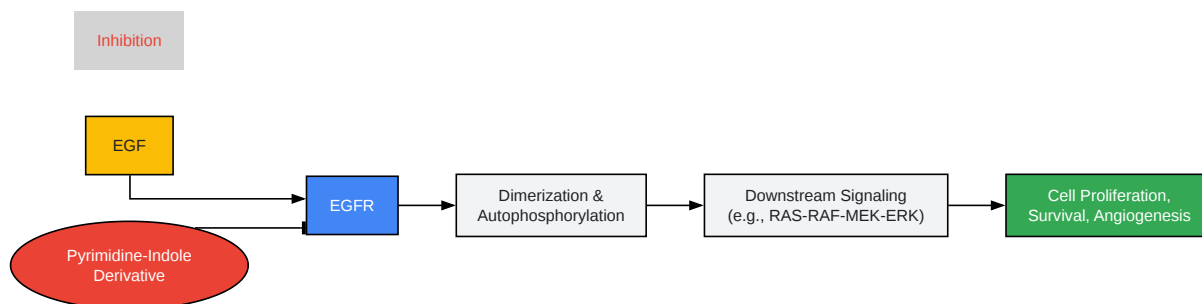 Inhibition
EGF
Pyrimidine-Indole
Derivative
EGFR
Dimerization &
Autophosphorylation
Downstream Signaling
(e.g., RAS-RAF-MEK-ERK)
Cell Proliferation,
Survival, Angiogenesis